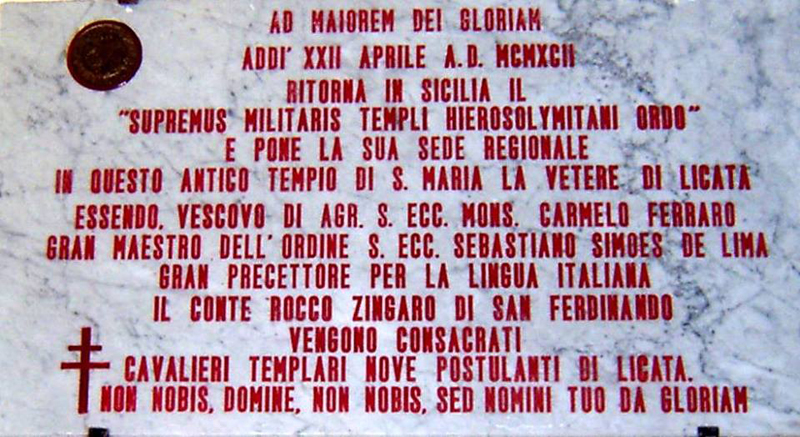 AD MAIOREM DEI GLORIAM
ADDI' XXII APRILE A.D. MCMXCII
RITORNA IN SICILIA IL
"SUPREMUS MILITARIS TEMPLI HIEROSOLYMITANI ORDO"
E PONE LA SUA SEDE REGIONALE
IN QUESTO ANTICO TEMPIO DI S. MARIA LA VETERE DI LICATA
ESSENDO, VESCOVO DI AGR. S. ECC. MONS. CARMELO FERRARO
GRAN MAESTRO DELL'ORDINE S. ECC. SEBASTIANO SIMOES DE LIMA
GRAN PRECETTORE PER LA LINGUA ITALIANA
IL CONTE ROCCO ZINGARO DI SAN FERDINANDO
VENGONO CONSACRATI
CAVALIERI TEMPLARI NOVE POSTULANTI DI LICATA.
NON NOBIS, DOMINE, NON NOBIS, SED NOMINI TUO DA GLORIAM